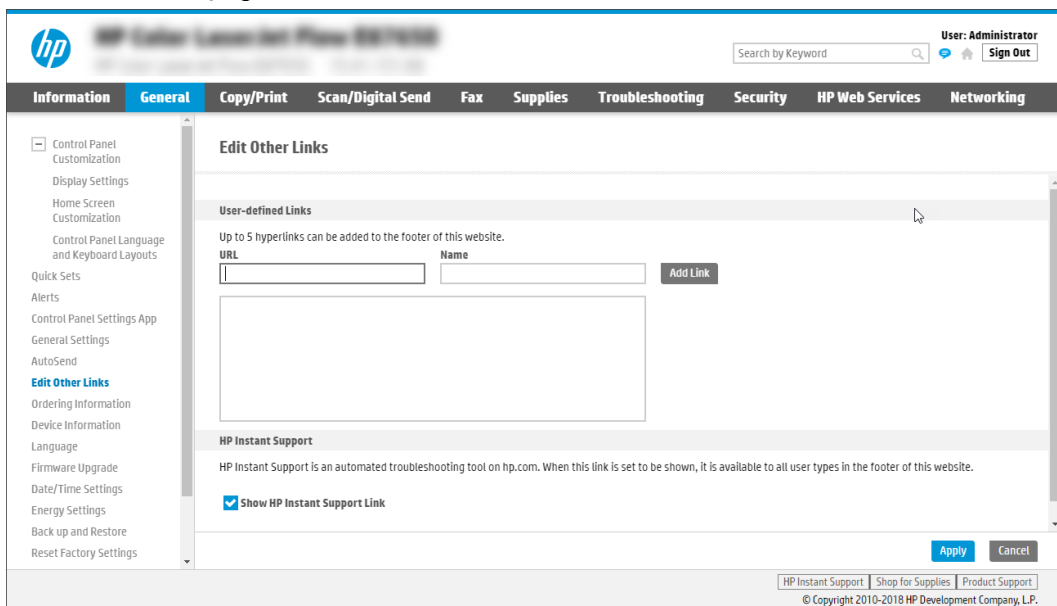 hp
User: Administrator
Search by Keyword
Sign Out
Information General Copy/Print Scan/Digital Send Fax Supplies Troubleshooting Security HP Web Services Networking
Control Panel
Customization
Display Settings
Home Screen
Customization
Control Panel Language
and Keyboard Layouts
Quick Sets
Alerts
Control Panel Settings App
General Settings
AutoSend
Edit Other Links
Ordering Information
Device Information
Language
Firmware Upgrade
Date/Time Settings
Energy Settings
Back up and Restore
Reset Factory Settings
Edit Other Links
User-defined Links
Up to 5 hyperlinks can be added to the footer of this website.
URL Name
Add Link
HP Instant Support
HP Instant Support is an automated troubleshooting tool on hp.com. When this link is set to be shown, it is available to all user types in the footer of this website.
Show HP Instant Support Link
Apply Cancel
HP Instant Support Shop for Supplies Product Support
© Copyright 2010-2018 HP Development Company, L.P.